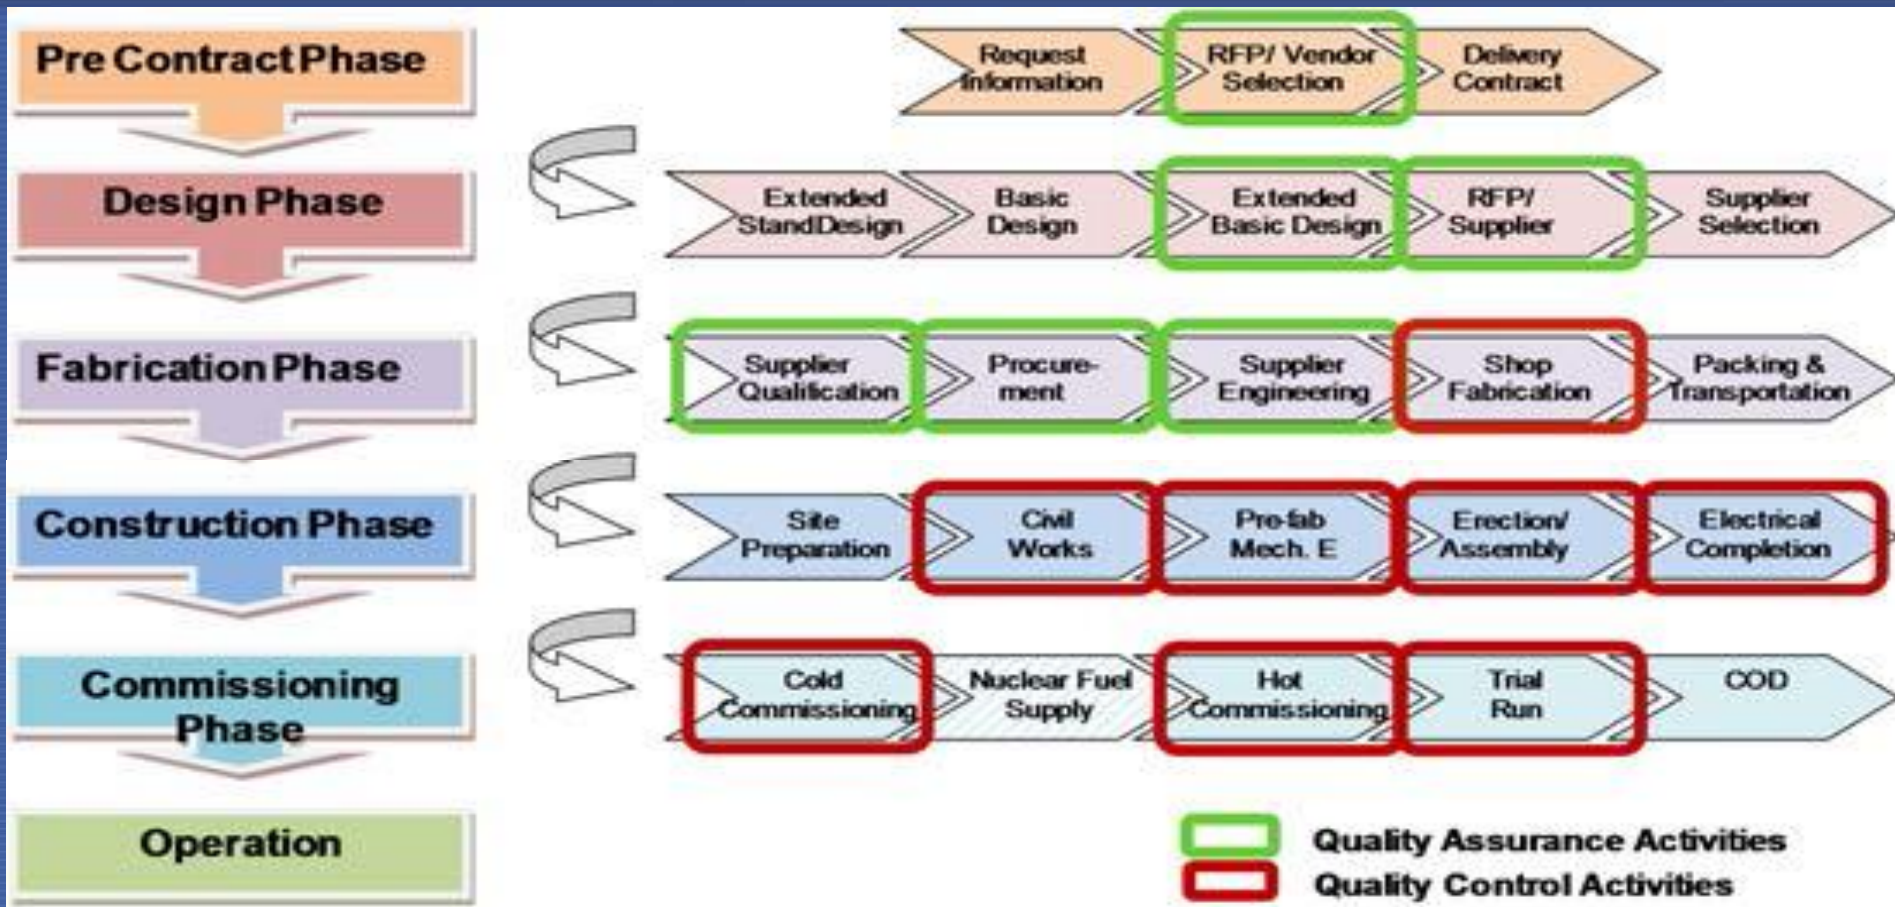 Pre Contract Phase
Request
Information
RFP/ Vendor
Selection
Delivery
Contract
Design Phase
Extended
StandDesign
Basic
Design
Extended
Basic Design
RFP/
Supplier
Supplier
Selection
Fabrication Phase
Supplier
Qualification
Procure-
ment
Supplier
Engineering
Shop
Fabrication
Packing &
Transportation
Construction Phase
Site
Preparation
Civil
Works
Pre-fab
Mech. E
Erection/
Assembly
Electrical
Completion
Commissioning
Phase
Cold
Commissioning
Nuclear Fuel
Supply
Hot
Commissioning
Trial
Run
COD
Operation
Quality Assurance Activities
Quality Control Activities